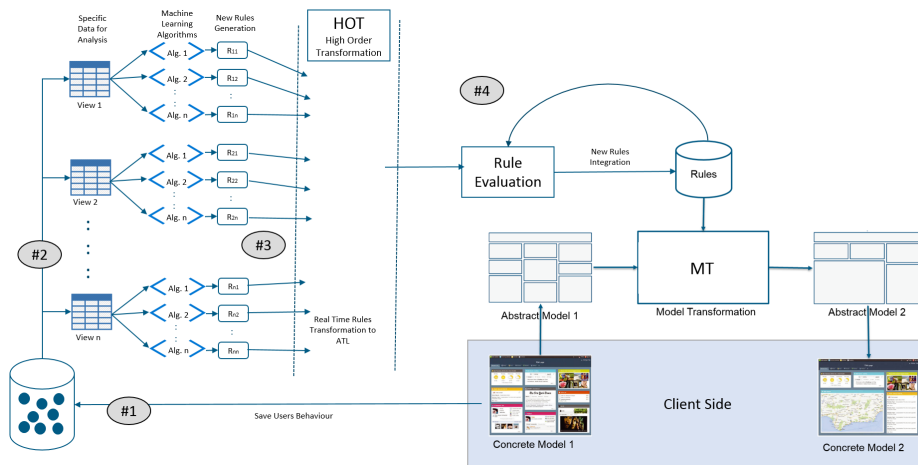 Specific
Data for
Analysis
Machine
Learning
Algorithms
New Rules
Generation
HOT
High Order
Transformation
View 1
Alg. 1
R11
Alg. 2
R12
:
:
Alg. n
R1n
View 2
Alg. 1
R21
Alg. 2
R22
:
Alg. n
R2n
View n
Alg. 1
Rn1
Alg. 2
Rn2
:
Alg. n
Rnn
#2
#3
Real Time Rules
Transformation to
ATL
#4
Rule
Evaluation
New Rules
Integration
Rules
MT
Abstract Model 1
Model Transformation
Abstract Model 2
#1
Save Users Behaviour
Client Side
Concrete Model 1
Concrete Model 2